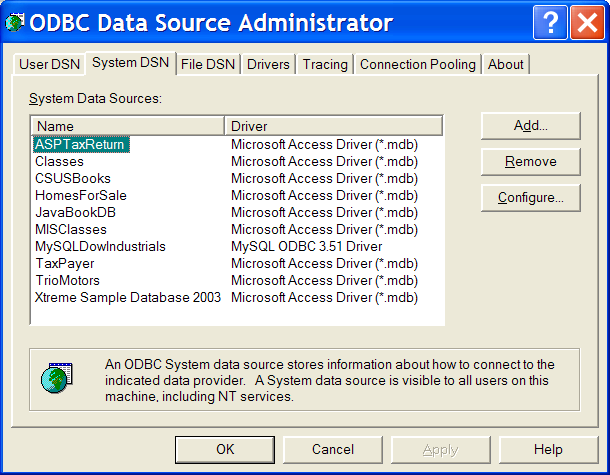 ODBC Data Source Administrator
User DSN System DSN File DSN Drivers Tracing Connection Pooling About
System Data Sources:
Name Driver
ASPTaxReturn Microsoft Access Driver (*.mdb)
Classes Microsoft Access Driver (*.mdb)
CSUSBooks Microsoft Access Driver (*.mdb)
HomesForSale Microsoft Access Driver (*.mdb)
JavaBookDB Microsoft Access Driver (*.mdb)
MISClasses Microsoft Access Driver (*.mdb)
MySQLDowIndustrials MySQL ODBC 3.51 Driver
TaxPayer Microsoft Access Driver (*.mdb)
TrioMotors Microsoft Access Driver (*.mdb)
Xtreme Sample Database 2003 Microsoft Access Driver (*.mdb)
Add...
Remove
Configure...
An ODBC System data source stores information about how to connect to the
indicated data provider. A System data source is visible to all users on this
machine, including NT services.
OK Cancel Apply Help